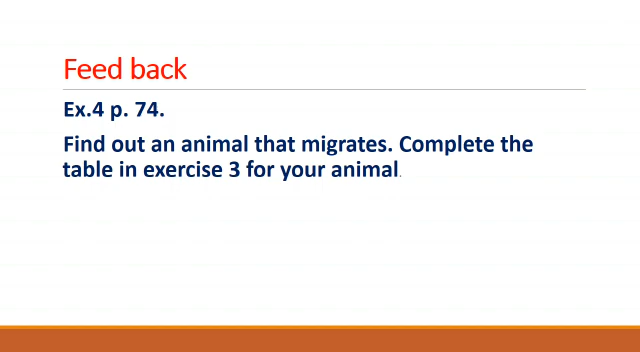 Feed back
Ex.4 p. 74.
Find out an animal that migrates. Complete the
table in exercise 3 for your animal.